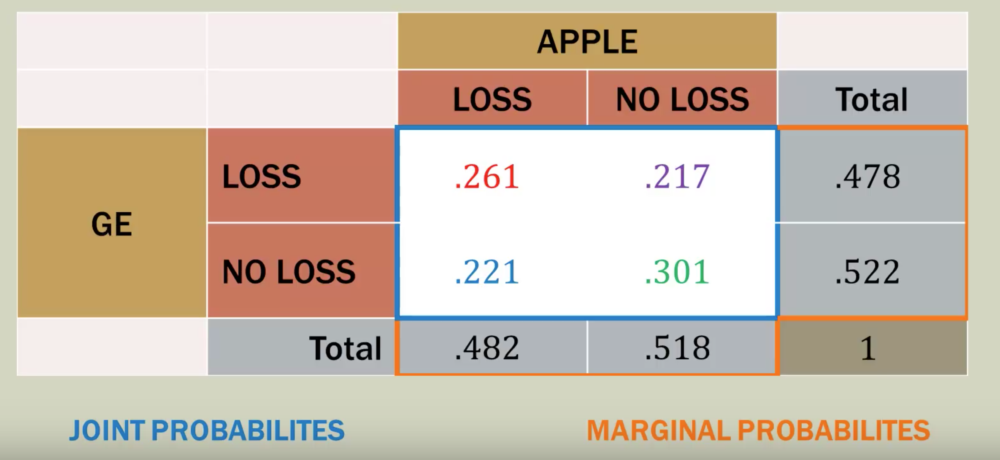 APPLE
LOSS NO LOSS Total
LOSS .261 .217 .478
GE
NO LOSS .221 .301 .522
Total .482 .518 1
JOINT PROBABILITES MARGINAL PROBABILITES